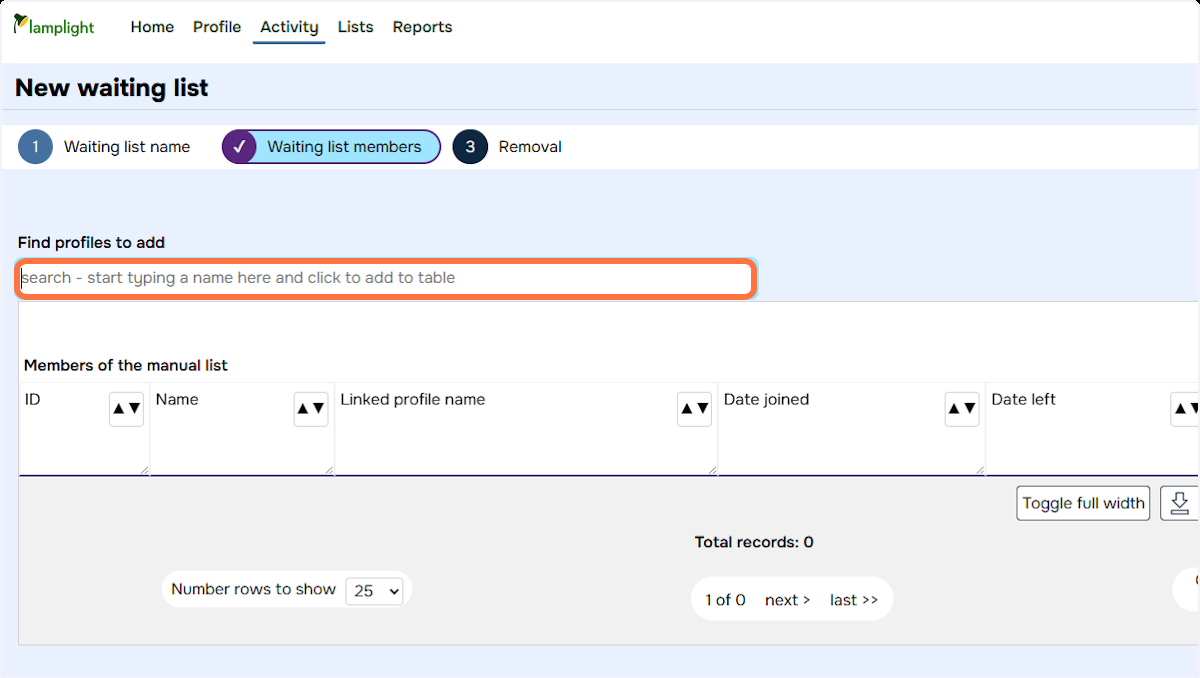 lamplight Home Profile Activity Lists Reports
New waiting list
1 Waiting list name ✓ Waiting list members 3 Removal
Find profiles to add
search - start typing a name here and click to add to table
Members of the manual list
ID ▲▼ Name ▲▼ Linked profile name ▲▼ Date joined ▲▼ Date left ▲▼
Toggle full width
Total records: 0
Number rows to show 25
1 of 0 next > last >>